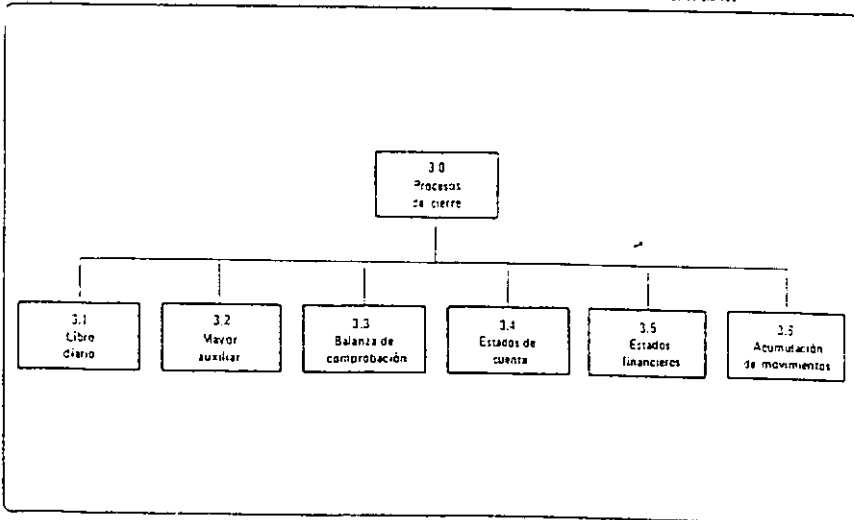 3.0
Procesos
de cierre
3.1
Libro
diario
3.2
Mayor
auxiliar
3.3
Balanza de
comprobación
3.4
Estados de
cuenta
3.5
Estados
financieros
3.6
Acumulación
de movimientos